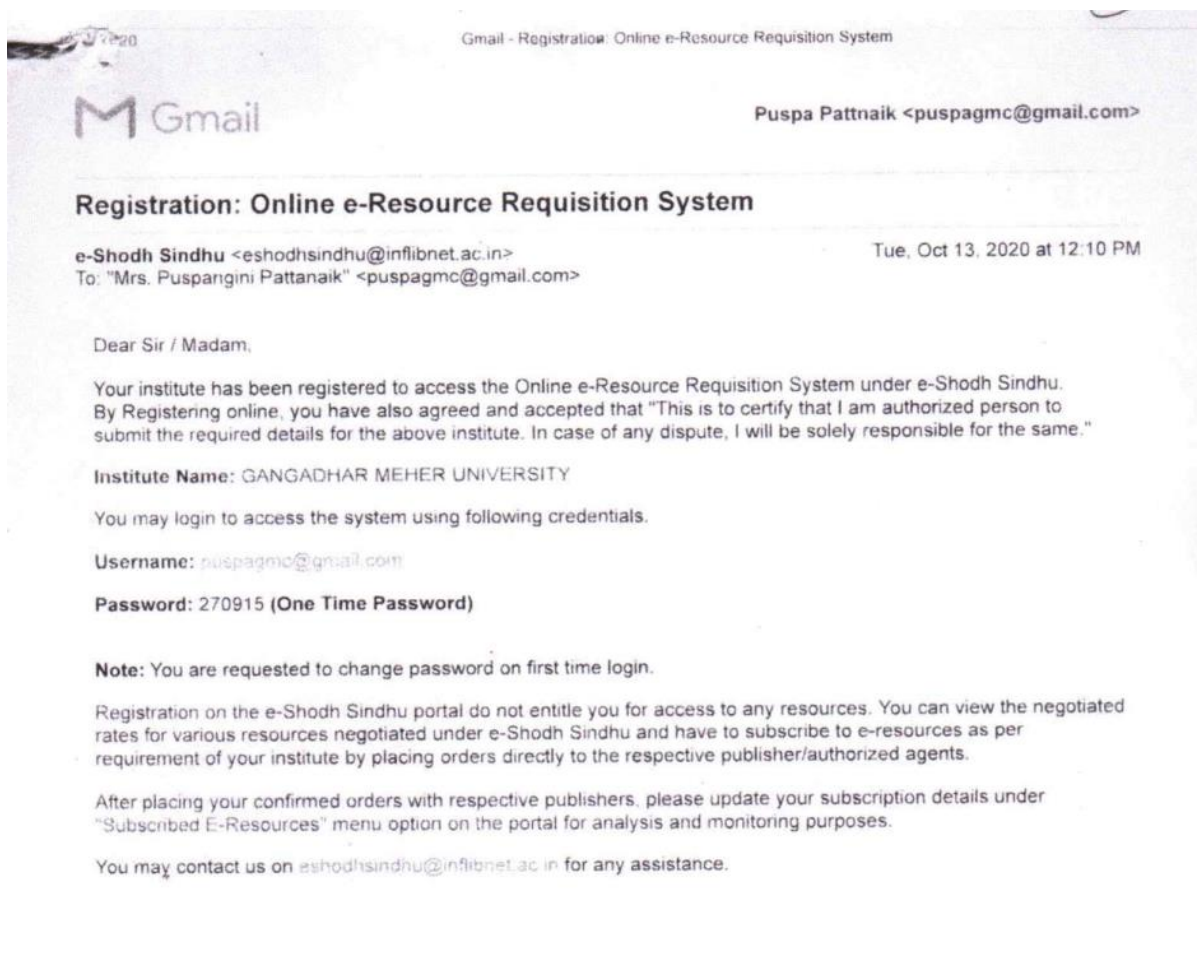 Gmail - Registration: Online e-Resource Requisition System
Gmail
Puspa Pattnaik <puspagmc@gmail.com>
Registration: Online e-Resource Requisition System
e-Shodh Sindhu <eshodhsindhu@inflibnet.ac.in>
Tue, Oct 13, 2020 at 12:10 PM
To: "Mrs. Puspangini Pattanaik" <puspagmc@gmail.com>
Dear Sir / Madam,
Your institute has been registered to access the Online e-Resource Requisition System under e-Shodh Sindhu.
By Registering online, you have also agreed and accepted that "This is to certify that I am authorized person to
submit the required details for the above institute. In case of any dispute, I will be solely responsible for the same."
Institute Name: GANGADHAR MEHER UNIVERSITY
You may login to access the system using following credentials.
Username: puspagmc@gmail.com
Password: 270915 (One Time Password)
Note: You are requested to change password on first time login.
Registration on the e-Shodh Sindhu portal do not entitle you for access to any resources. You can view the negotiated
rates for various resources negotiated under e-Shodh Sindhu and have to subscribe to e-resources as per
requirement of your institute by placing orders directly to the respective publisher/authorized agents.
After placing your confirmed orders with respective publishers, please update your subscription details under
"Subscribed E-Resources" menu option on the portal for analysis and monitoring purposes.
You may contact us on eshodhsindhu@inflibnet.ac.in for any assistance.